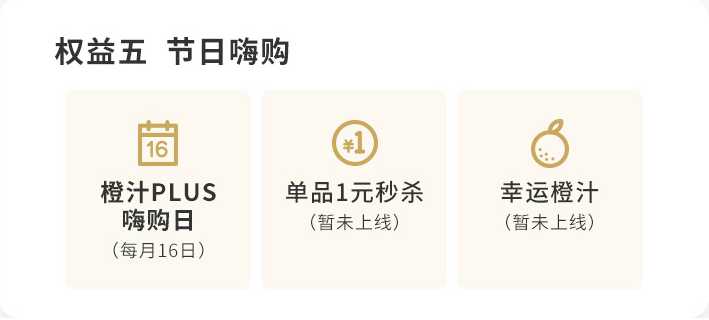 权益五 节日嗨购
16
橙汁PLUS
嗨购日
（每月16日）
¥1
单品1元秒杀
（暂未上线）
幸运橙汁
（暂未上线）